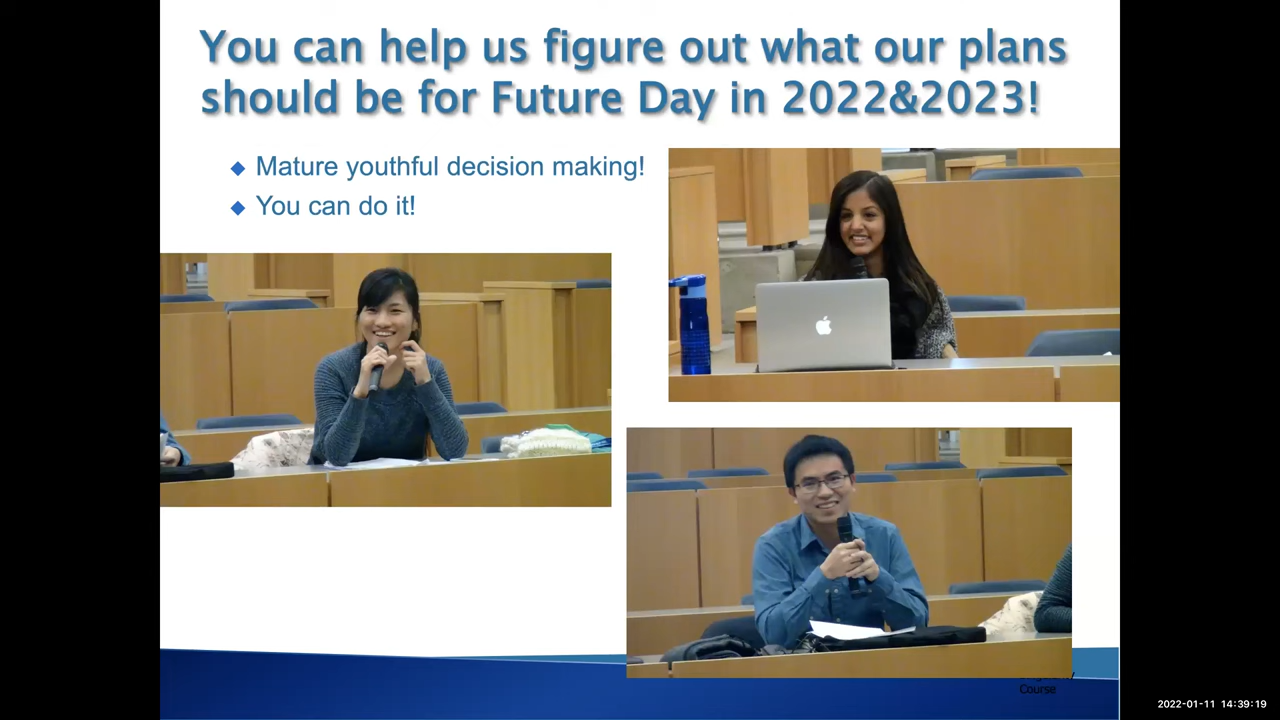 You can help us figure out what our plans
should be for Future Day in 2022&2023!
Mature youthful decision making!
You can do it!
Course
2022-01-11 14:39:19